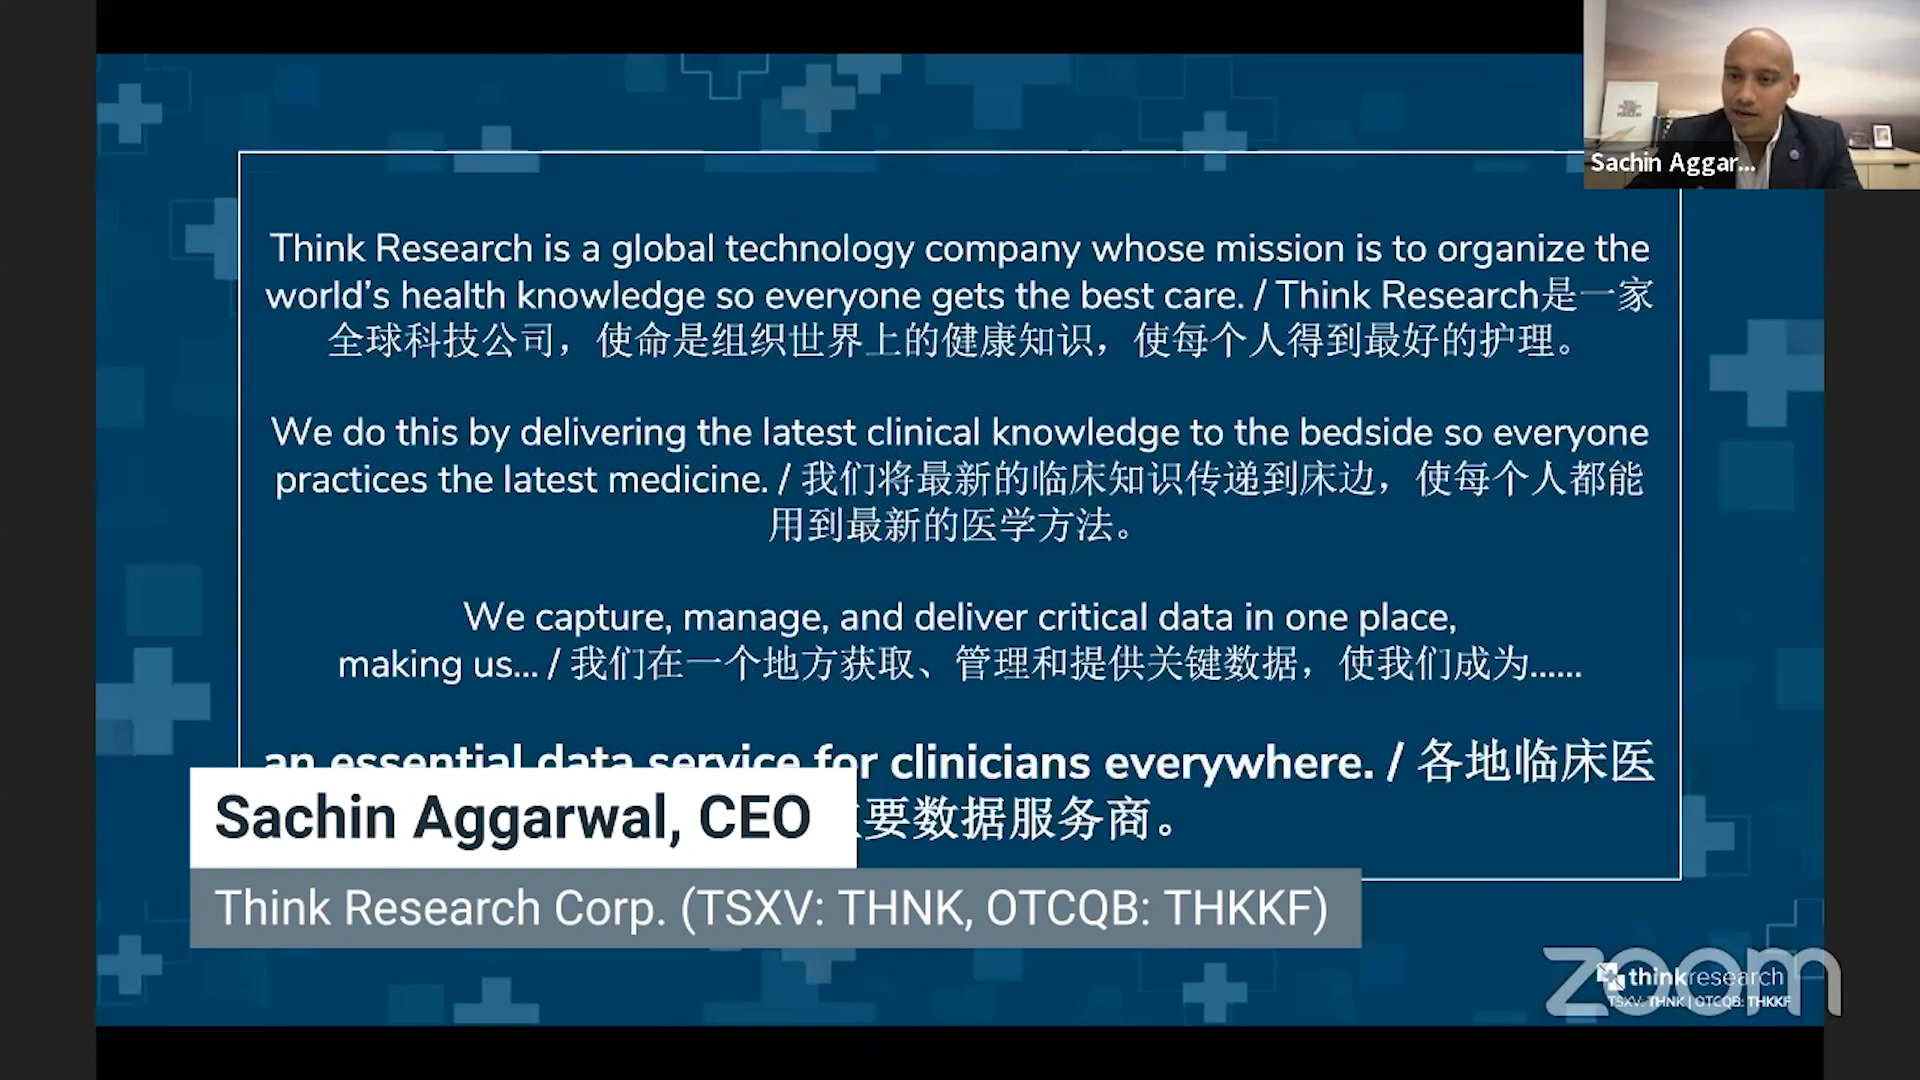 Sachin Aggar...
Think Research is a global technology company whose mission is to organize the
world's health knowledge so everyone gets the best care. / Think Research是一家
全球科技公司，使命是组织世界上的健康知识，使每个人得到最好的护理。
We do this by delivering the latest clinical knowledge to the bedside so everyone
practices the latest medicine. / 我们将最新的临床知识传递到床边，使每个人都能
用到最新的医学方法。
We capture, manage, and deliver critical data in one place,
making us... / 我们在一个地方获取、管理和提供关键数据，使我们成为......
an essential data service for clinicians everywhere. / 各地临床医
要数据服务商。
Sachin Aggarwal, CEO
Think Research Corp. (TSXV: THNK, OTCQB: THKKF)
thinkresearch
TSXV: THNK | OTCQB: THKKF
zoom